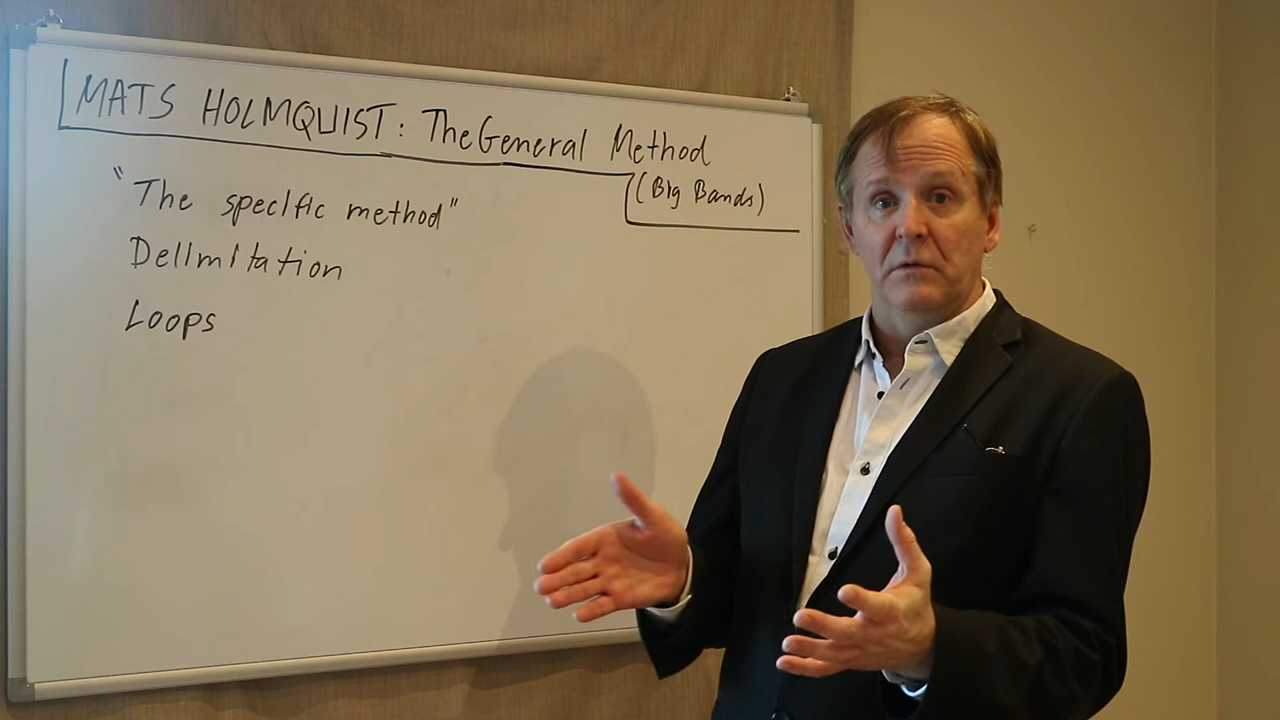 MATS HOLMQUIST: The General Method
(Big Bands)
"The specific method"
Delimitation
Loops